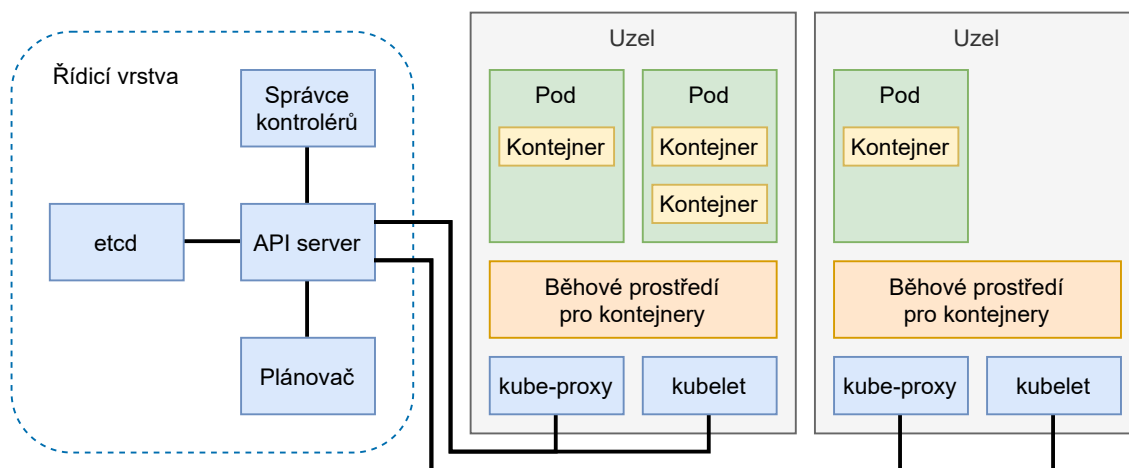 Řídicí vrstva
Správce
kontrolérů
etcd
API server
Plánovač
Uzel
Pod
Kontejner
Pod
Kontejner
Kontejner
Běhové prostředí
pro kontejnery
kube-proxy
kubelet
Uzel
Pod
Kontejner
Běhové prostředí
pro kontejnery
kube-proxy
kubelet